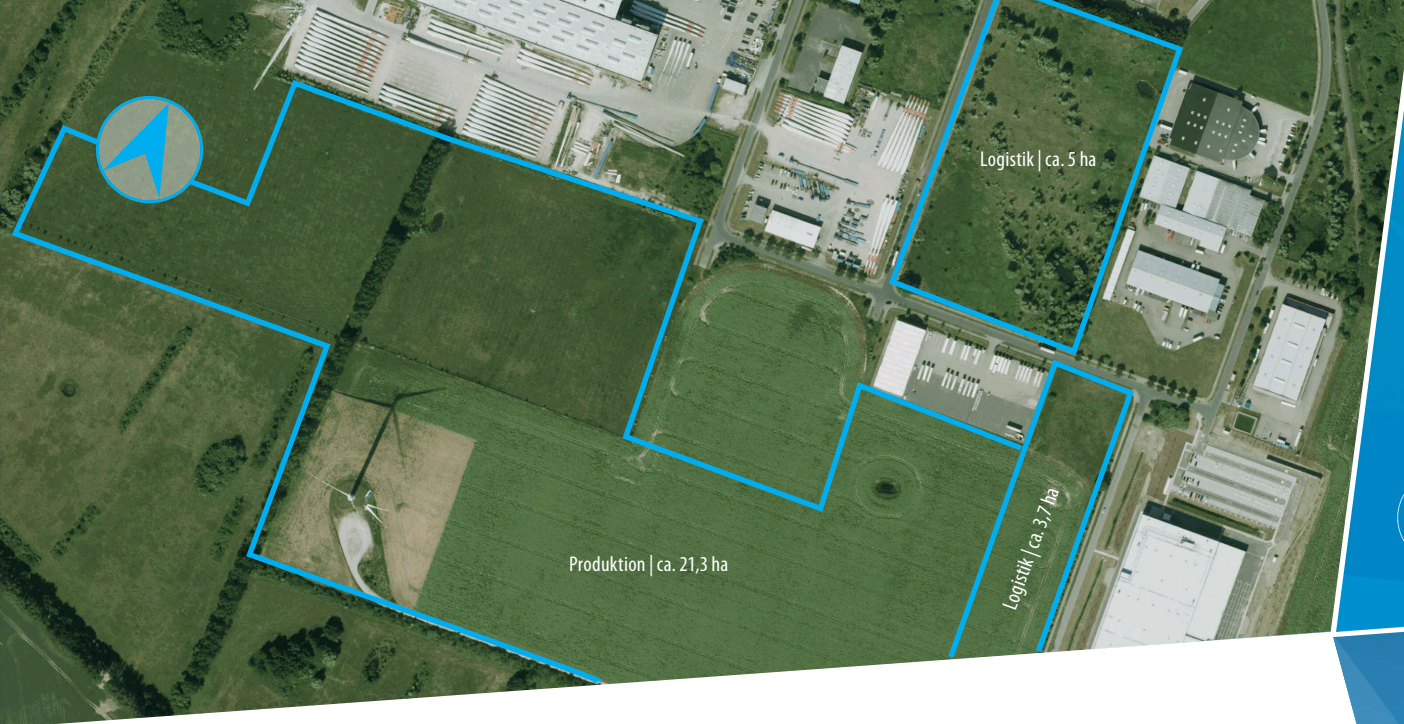 Logistik | ca. 5 ha
Logistik | ca. 3,7 ha
Produktion | ca. 21,3 ha